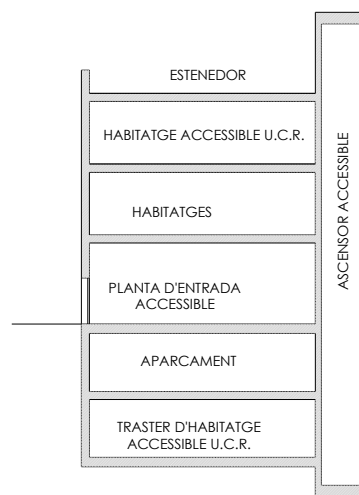 ESTENEDOR
HABITATGE ACCESSIBLE U.C.R.
HABITATGES
PLANTA D'ENTRADA
ACCESSIBLE
APARCAMENT
TRASTER D'HABITATGE
ACCESSIBLE U.C.R.
ASCENSOR ACCESSIBLE